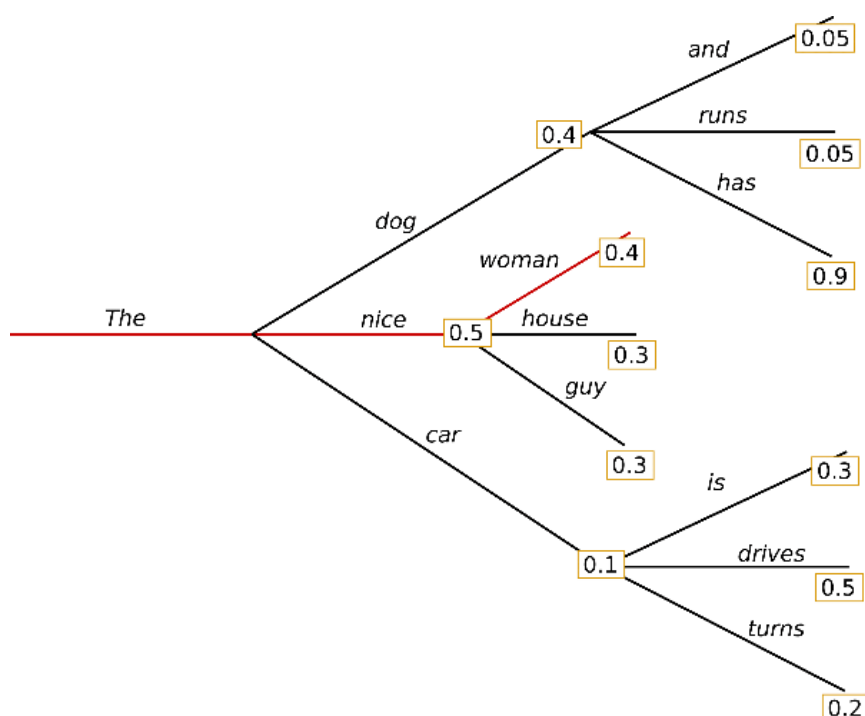 and
0.05
runs
0.4
0.05
has
dog
0.9
woman
0.4
The
nice
0.5
house
0.3
guy
car
0.3
is
0.3
drives
0.1
0.5
turns
0.2